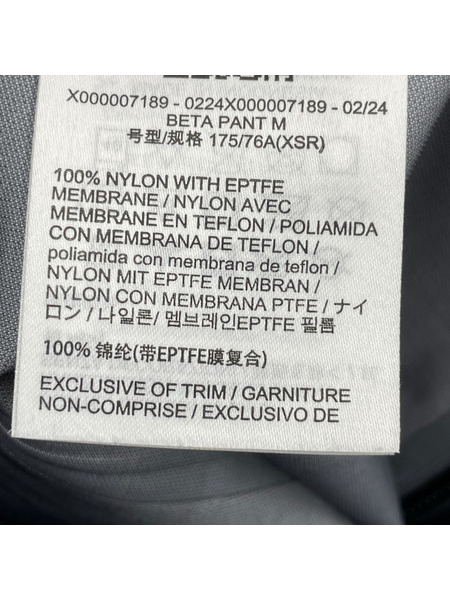 X000007189 - 0224X000007189 - 02/24
BETA PANT M
号型/规格 175/76A(XSR)
100% NYLON WITH EPTFE
MEMBRANE / NYLON AVEC
MEMBRANE EN TEFLON / POLIAMIDA
CON MEMBRANA DE TEFLON /
poliamida con membrana de teflon /
NYLON MIT EPTFE MEMBRAN /
NYLON CON MEMBRANA PTFE / ナイ
ロン / 나일론/ 멤브레인EPTFE 필름
100% 锦纶(带EPTFE膜复合)
EXCLUSIVE OF TRIM / GARNITURE
NON-COMPRISE / EXCLUSIVO DE